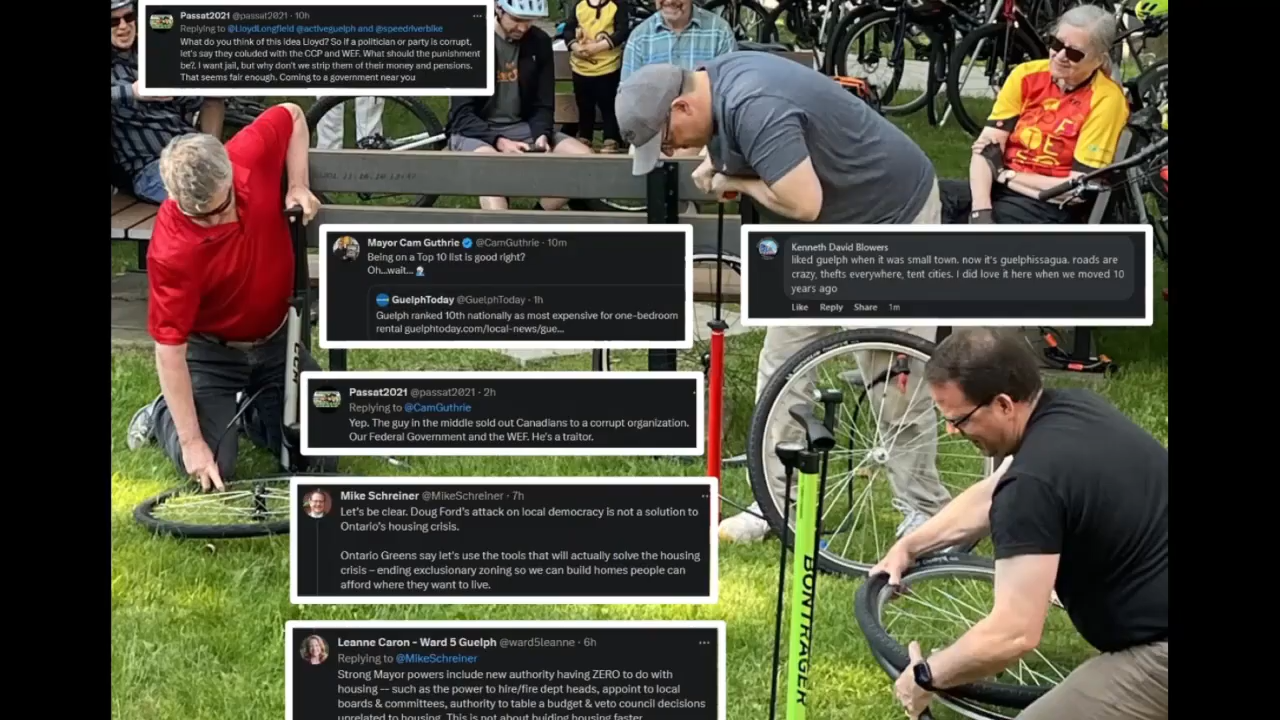 Passat2021 @passat2021 · 10h
Replying to @LloydLongfield @activeguelph and @speedriverbike
What do you think of this Idea Lloyd? So if a politician or party is corrupt,
let's say they coluded with the CCP and WEF. What should the punishment
be?. I want jail, but why don't we strip them of their money and pensions.
That seems fair enough. Coming to a government near you
Mayor Cam Guthrie @CamGuthrie · 10m
Being on a Top 10 list is good right?
Oh...wait...
GuelphToday @GuelphToday · 1h
Guelph ranked 10th nationally as most expensive for one-bedroom
rental guelphtoday.com/local-news/gue...
Kenneth David Blowers
liked guelph when it was small town. now it's guelphissagua. roads are
crazy, thefts everywhere, tent cities. I did love it here when we moved 10
years ago
Like Reply Share 1m
Passat2021 @passat2021 · 2h
Replying to @CamGuthrie
Yep. The guy in the middle sold out Canadians to a corrupt organization.
Our Federal Government and the WEF. He's a traitor.
Mike Schreiner @MikeSchreiner · 7h
Let's be clear. Doug Ford's attack on local democracy is not a solution to
Ontario's housing crisis.
Ontario Greens say let's use the tools that will actually solve the housing
crisis – ending exclusionary zoning so we can build homes people can
afford where they want to live.
Leanne Caron - Ward 5 Guelph @ward5leanne · 6h
Replying to @MikeSchreiner
Strong Mayor powers include new authority having ZERO to do with
housing -- such as the power to hire/fire dept heads, appoint to local
boards & committees, authority to table a budget & veto council decisions
unrelated to housing. This is not about buiding housing faster
BONTRAGER